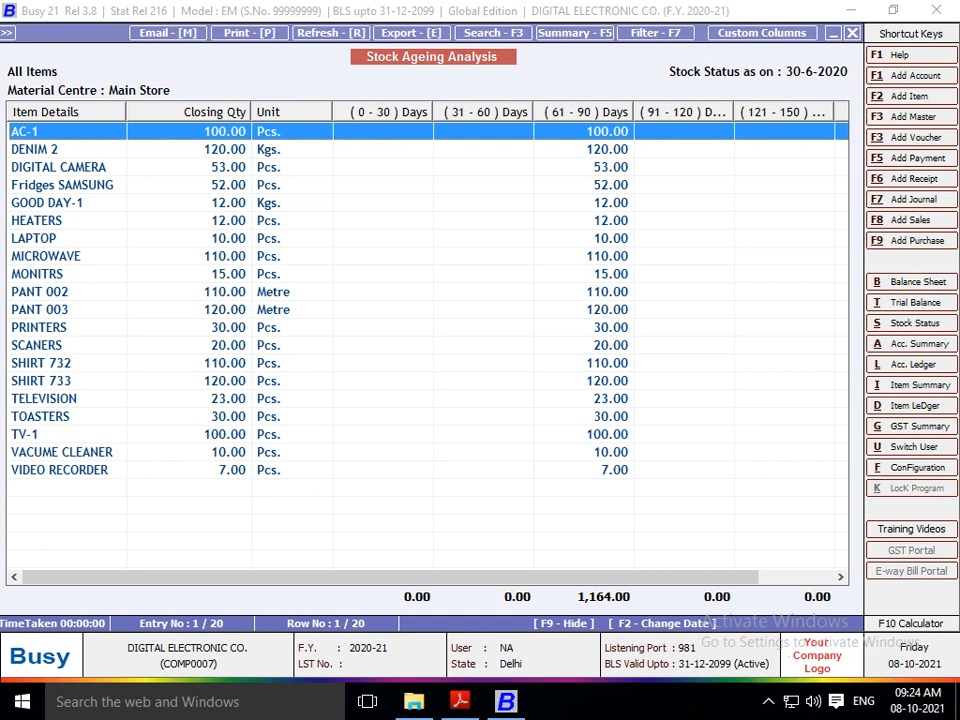 Busy 21 Rel 3.8 | Stat Rel 216 | Model : EM (S.No. 99999999) | BLS upto 31-12-2099 | Global Edition | DIGITAL ELECTRONIC CO. (F.Y. 2020-21)
>> Email - [M] Print - [P] Refresh - [R] Export - [E] Search - F3 Summary - F5 Filter - F7 Custom Columns
Stock Ageing Analysis
All Items Stock Status as on : 30-6-2020
Material Centre : Main Store
Item Details Closing Qty Unit ( 0 - 30 ) Days ( 31 - 60 ) Days ( 61 - 90 ) Days ( 91 - 120 ) D... ( 121 - 150 ) ...
AC-1 100.00 Pcs. 100.00
DENIM 2 120.00 Kgs. 120.00
DIGITAL CAMERA 53.00 Pcs. 53.00
Fridges SAMSUNG 52.00 Pcs. 52.00
GOOD DAY-1 12.00 Kgs. 12.00
HEATERS 12.00 Pcs. 12.00
LAPTOP 10.00 Pcs. 10.00
MICROWAVE 110.00 Pcs. 110.00
MONITRS 15.00 Pcs. 15.00
PANT 002 110.00 Metre 110.00
PANT 003 120.00 Metre 120.00
PRINTERS 30.00 Pcs. 30.00
SCANERS 20.00 Pcs. 20.00
SHIRT 732 110.00 Pcs. 110.00
SHIRT 733 120.00 Pcs. 120.00
TELEVISION 23.00 Pcs. 23.00
TOASTERS 30.00 Pcs. 30.00
TV-1 100.00 Pcs. 100.00
VACUME CLEANER 10.00 Pcs. 10.00
VIDEO RECORDER 7.00 Pcs. 7.00
0.00 0.00 1,164.00 0.00 0.00
TimeTaken 00:00:00 Entry No : 1 / 20 Row No : 1 / 20 [ F9 - Hide ] [ F2 - Change Date ]
Shortcut Keys
F1 Help
F1 Add Account
F2 Add Item
F3 Add Master
F3 Add Voucher
F5 Add Payment
F6 Add Receipt
F7 Add Journal
F8 Add Sales
F9 Add Purchase
B Balance Sheet
T Trial Balance
S Stock Status
A Acc. Summary
L Acc. Ledger
I Item Summary
D Item LeDger
G GST Summary
U Switch User
F ConFiguration
K LocK Program
Training Videos
GST Portal
E-way Bill Portal
F10 Calculator
Activate Windows
Go to Settings to activate Windows.
Busy
DIGITAL ELECTRONIC CO.
(COMP0007)
F.Y. : 2020-21
LST No. :
User : NA
State : Delhi
Listening Port : 981
BLS Valid Upto : 31-12-2099 (Active)
Your
Company
Logo
Friday
08-10-2021
Search the web and Windows
ENG
09:24 AM
08-10-2021